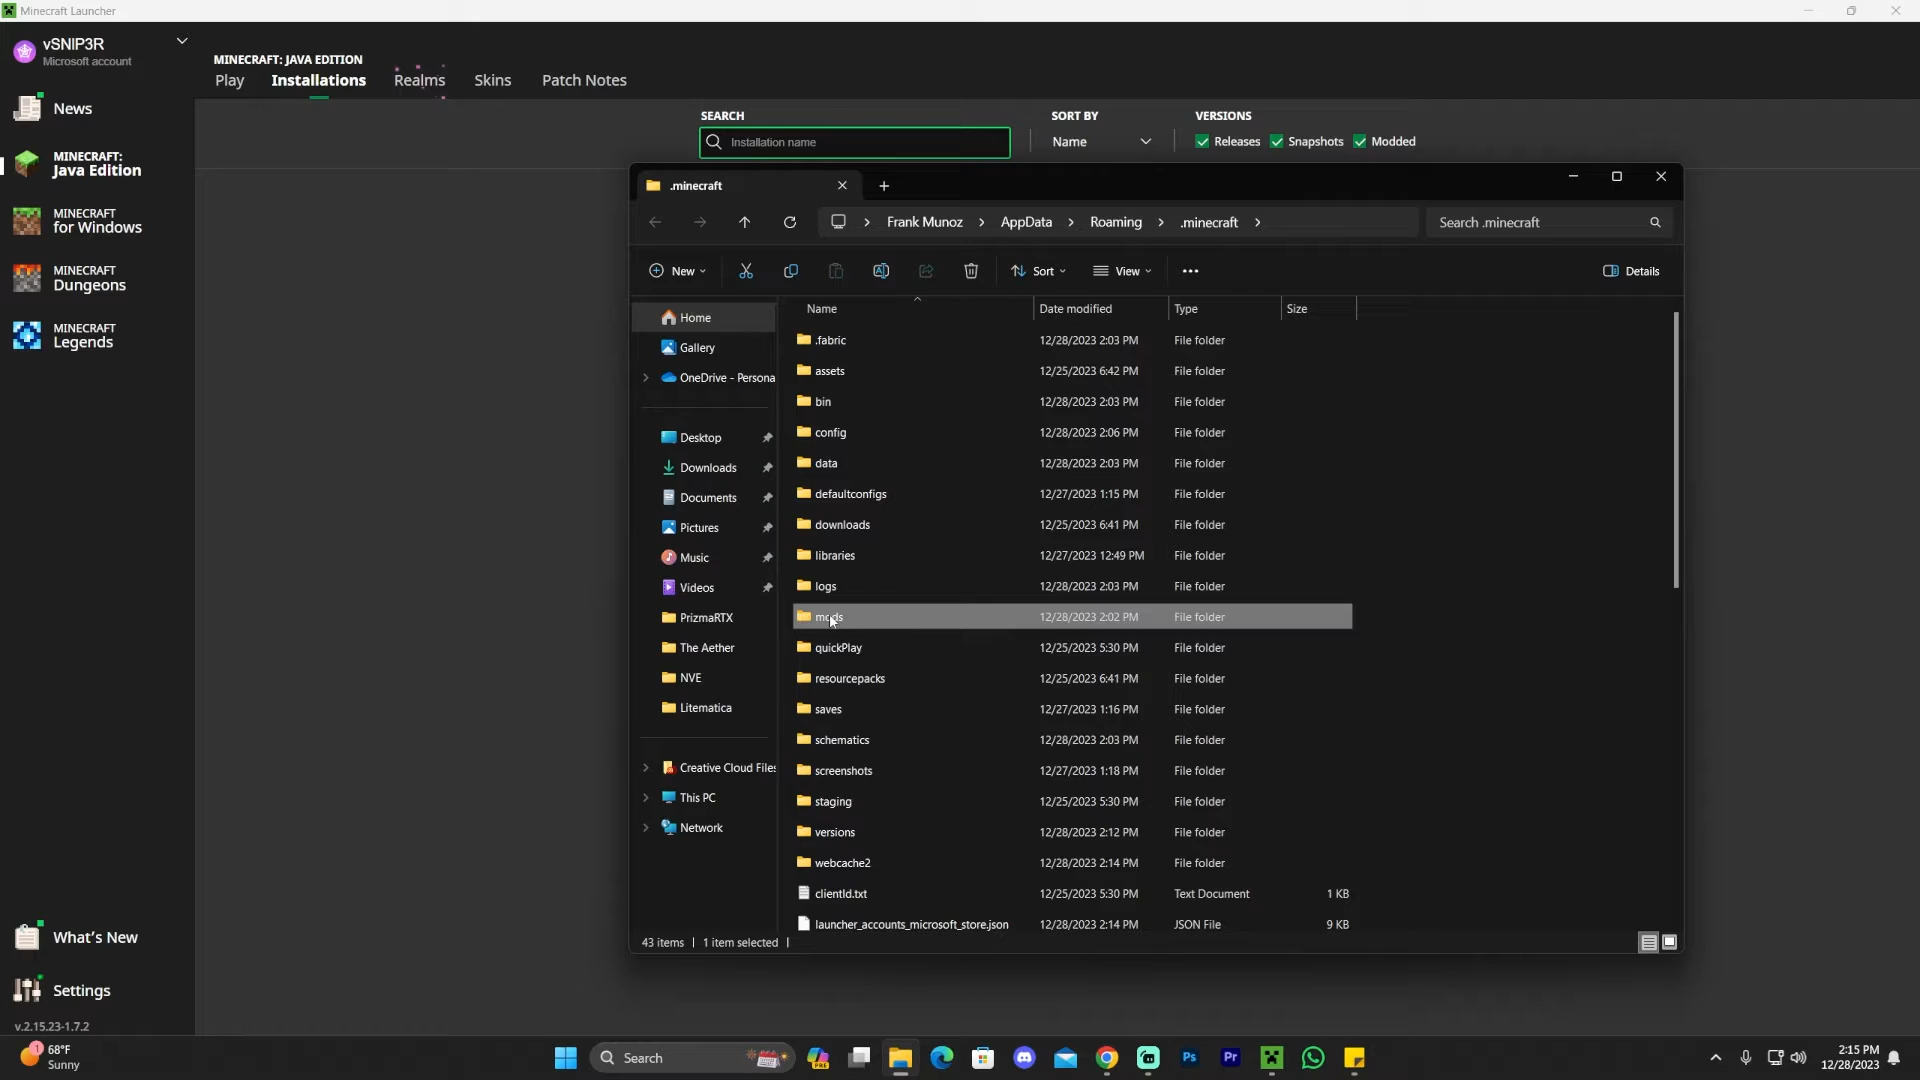 Minecraft Launcher
vSNIP3R
Microsoft account
News
MINECRAFT:
Java Edition
MINECRAFT
for Windows
MINECRAFT
Dungeons
MINECRAFT
Legends
What's New
Settings
v.2.15.23-1.7.2
MINECRAFT: JAVA EDITION
Play Installations Realms Skins Patch Notes
SEARCH SORT BY VERSIONS
Installation name Name Releases Snapshots Modded
.minecraft
Frank Munoz > AppData > Roaming > .minecraft > Search .minecraft
New Sort View Details
Home
Gallery
OneDrive - Persona
Desktop
Downloads
Documents
Pictures
Music
Videos
PrizmaRTX
The Aether
NVE
Litematica
Creative Cloud Files
This PC
Network
Name Date modified Type Size
.fabric 12/28/2023 2:03 PM File folder
assets 12/25/2023 6:42 PM File folder
bin 12/28/2023 2:03 PM File folder
config 12/28/2023 2:06 PM File folder
data 12/28/2023 2:03 PM File folder
defaultconfigs 12/27/2023 1:15 PM File folder
downloads 12/25/2023 6:41 PM File folder
libraries 12/27/2023 12:49 PM File folder
logs 12/28/2023 2:03 PM File folder
mods 12/28/2023 2:02 PM File folder
quickPlay 12/25/2023 5:30 PM File folder
resourcepacks 12/25/2023 6:41 PM File folder
saves 12/27/2023 1:16 PM File folder
schematics 12/28/2023 2:03 PM File folder
screenshots 12/27/2023 1:18 PM File folder
staging 12/25/2023 5:30 PM File folder
versions 12/28/2023 2:12 PM File folder
webcache2 12/28/2023 2:14 PM File folder
clientId.txt 12/25/2023 5:30 PM Text Document 1 KB
launcher_accounts_microsoft_store.json 12/28/2023 2:14 PM JSON File 9 KB
43 items 1 item selected
1 68°F
Sunny
Search
PRE
Ps
Pr
2:15 PM
12/28/2023